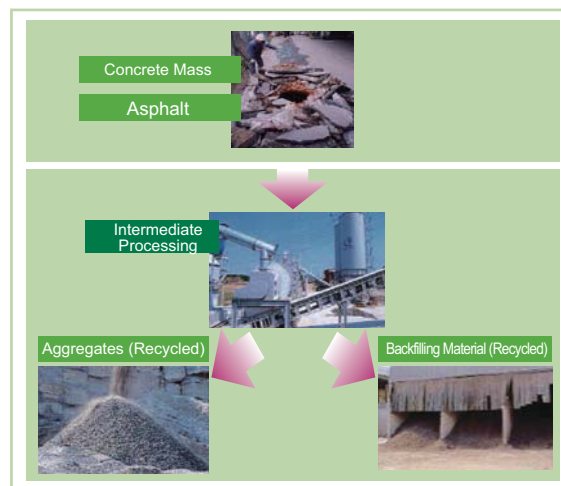 Concrete Mass
Asphalt
Intermediate
Processing
Aggregates (Recycled)
Backfilling Material (Recycled)